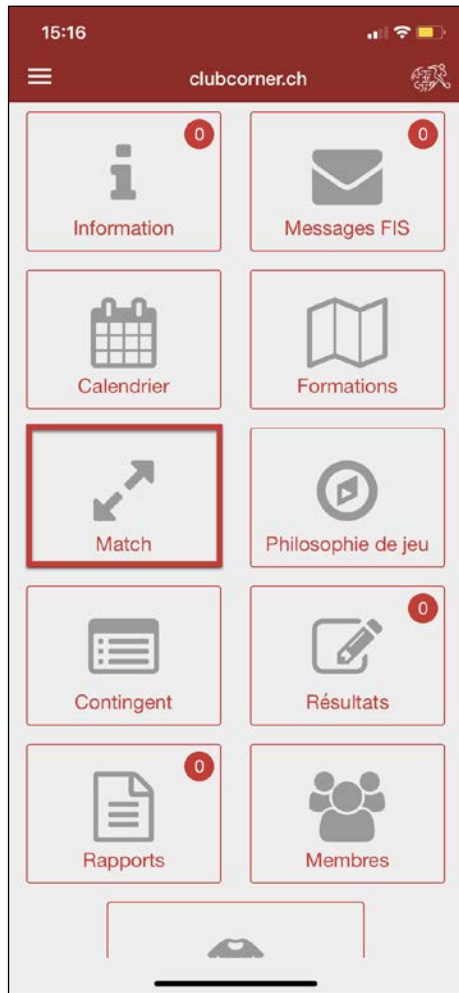 15:16
clubcorner.ch
0
0
Information
Messages FIS
Calendrier
Formations
Match
Philosophie de jeu
0
Contingent
Résultats
0
Rapports
Membres